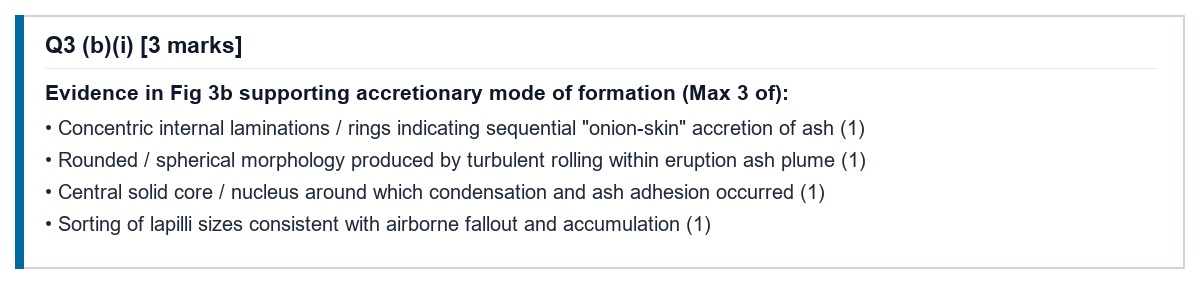 Q3 (b)(i) [3 marks]
Evidence in Fig 3b supporting accretionary mode of formation (Max 3 of):
• Concentric internal laminations / rings indicating sequential "onion-skin" accretion of ash (1)
• Rounded / spherical morphology produced by turbulent rolling within eruption ash plume (1)
• Central solid core / nucleus around which condensation and ash adhesion occurred (1)
• Sorting of lapilli sizes consistent with airborne fallout and accumulation (1)